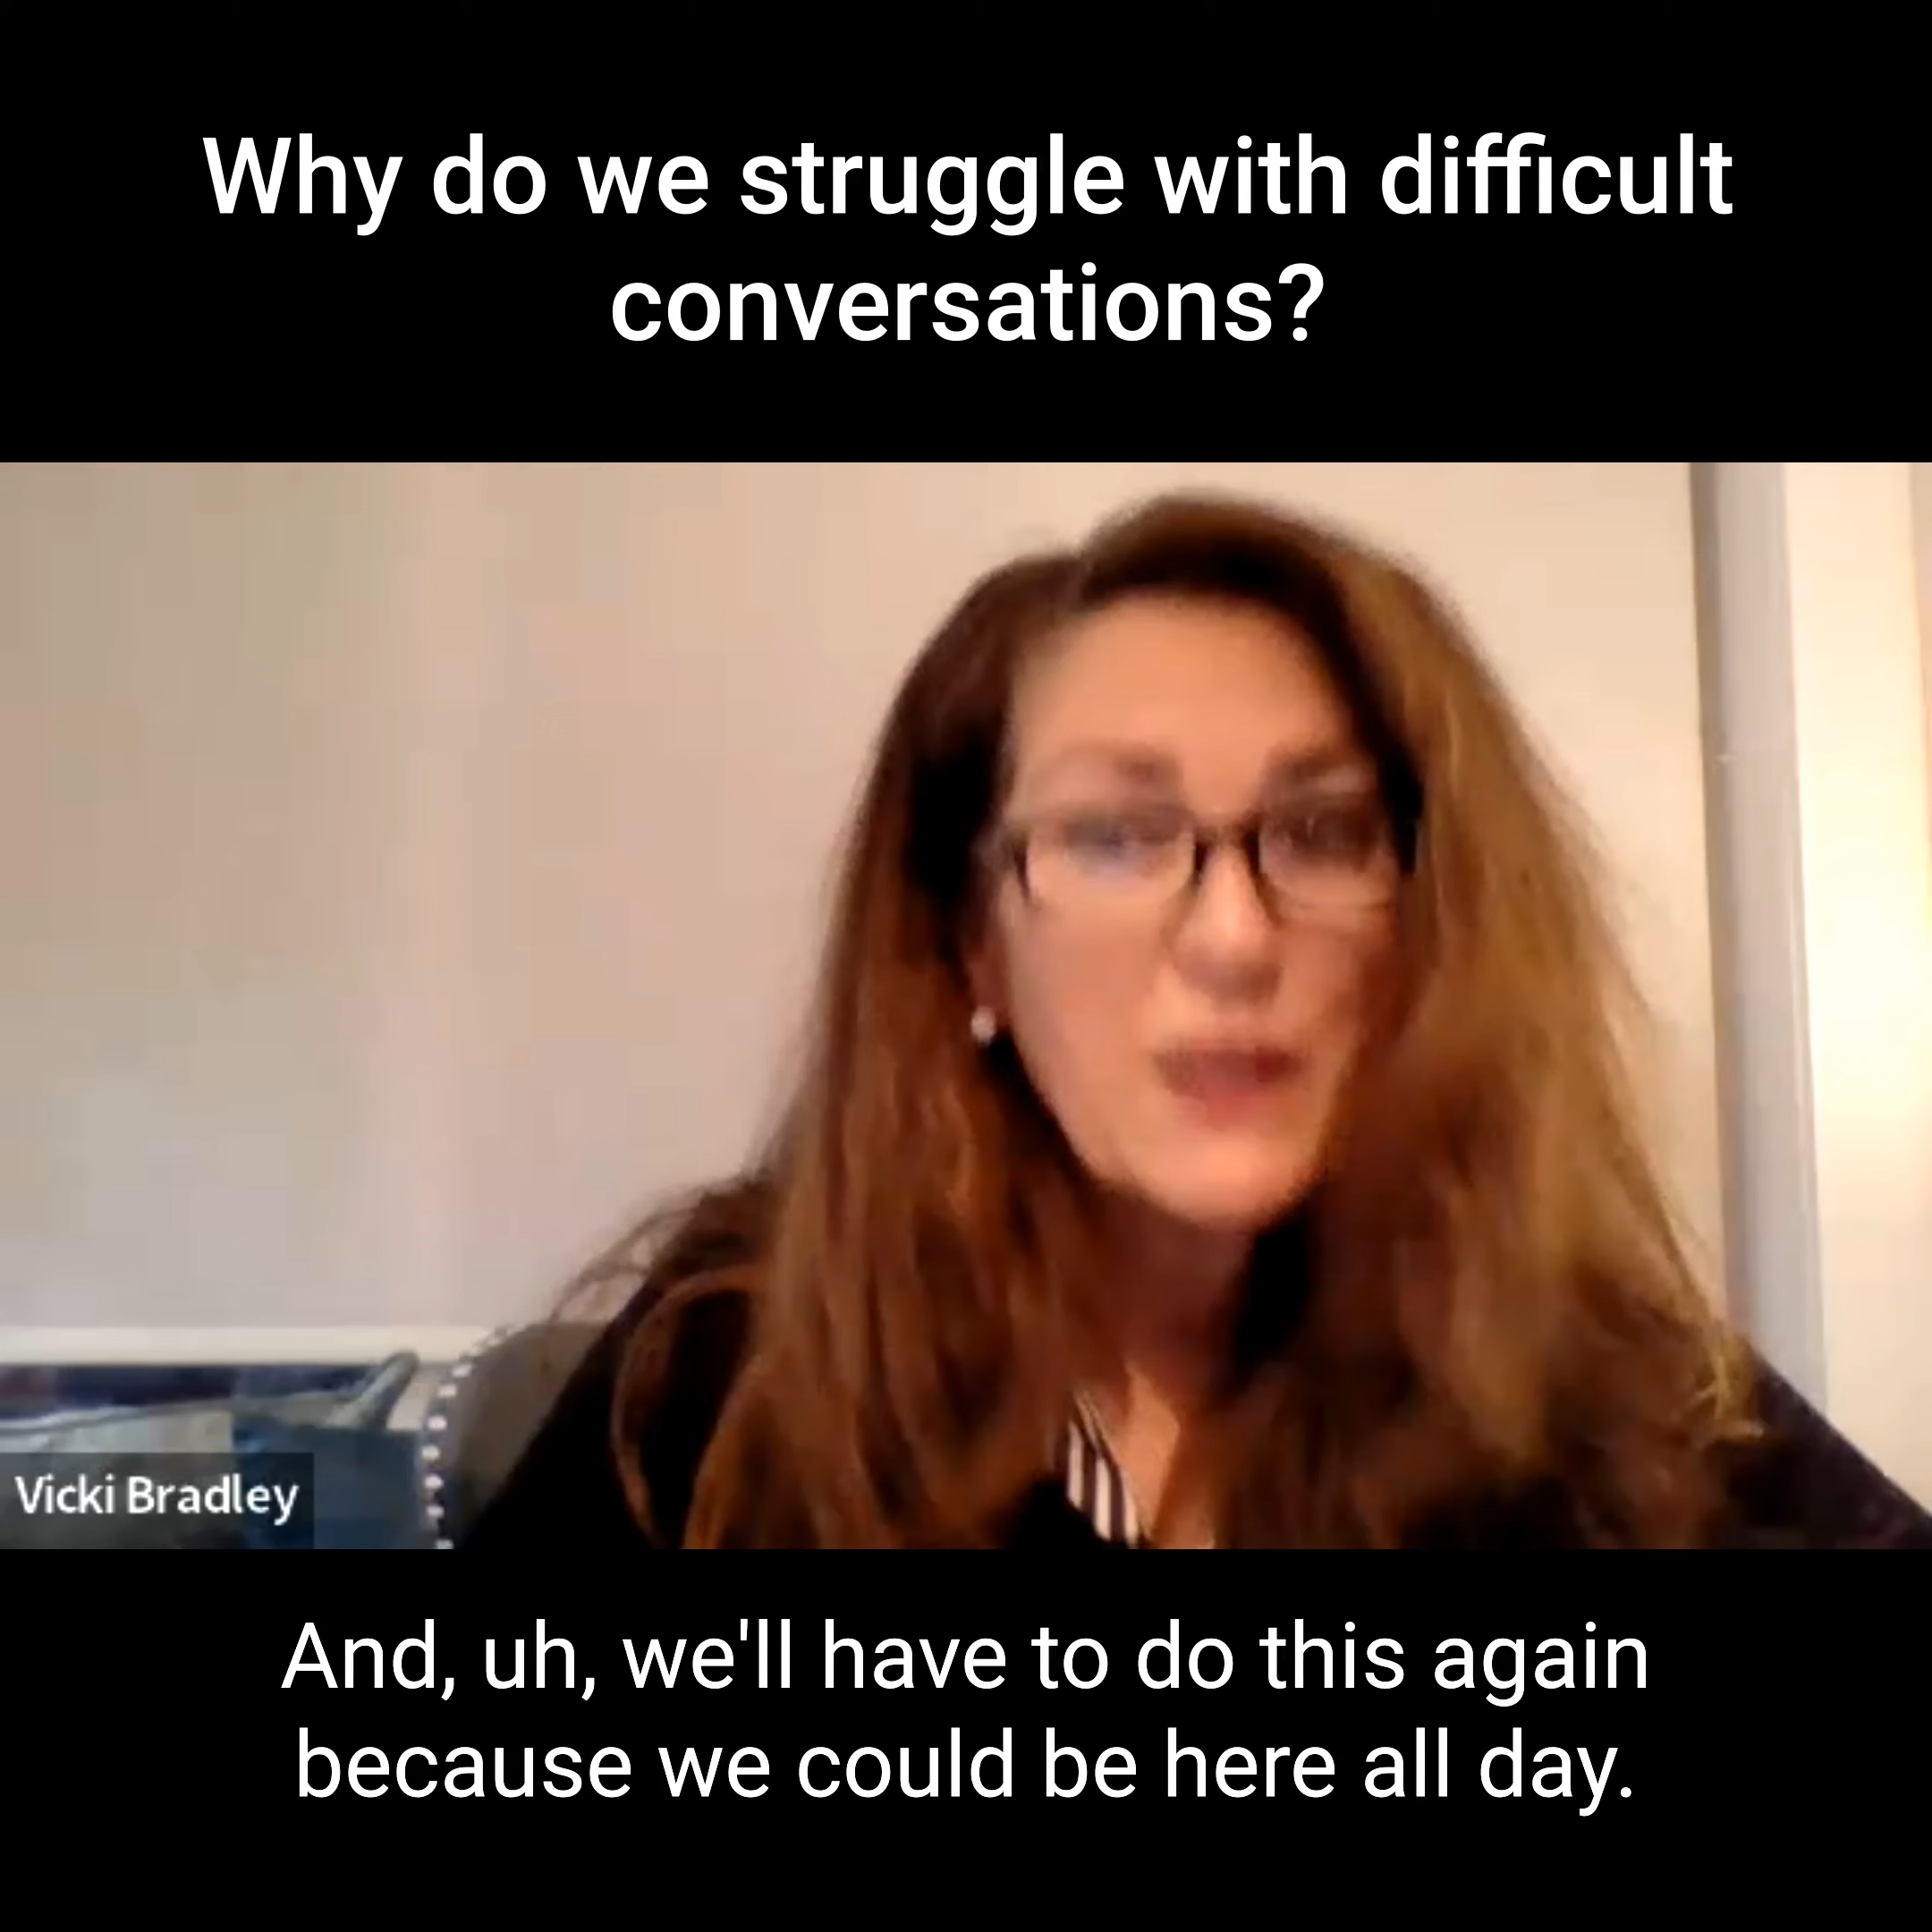 Why do we struggle with difficult
conversations?
Vicki Bradley
And, uh, we'll have to do this again
because we could be here all day.